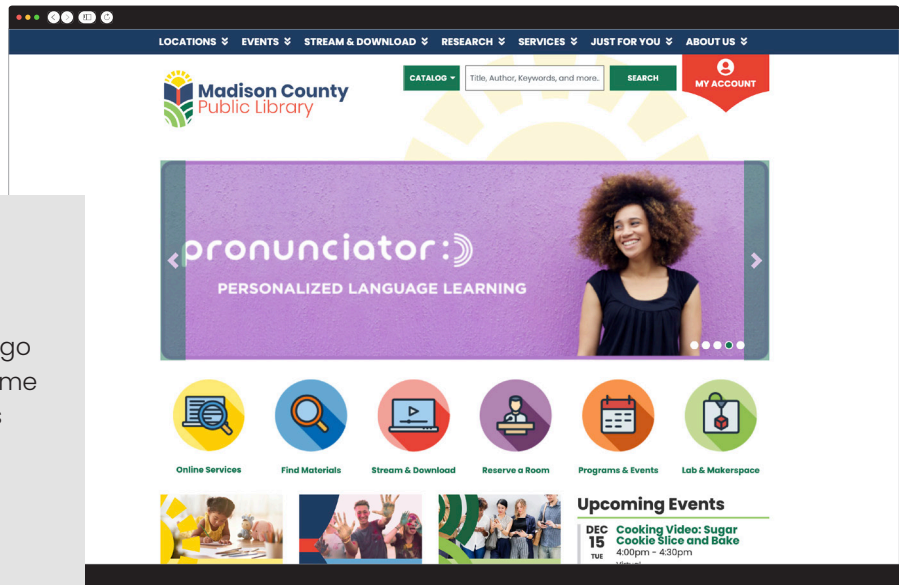 LOCATIONS EVENTS STREAM & DOWNLOAD RESEARCH SERVICES JUST FOR YOU ABOUT US
Madison County
Public Library
CATALOG
Title, Author, Keywords, and more.
SEARCH
MY ACCOUNT
pronunciator:)
PERSONALIZED LANGUAGE LEARNING
go
me
s
Online Services
Find Materials
Stream & Download
Reserve a Room
Programs & Events
Lab & Makerspace
Upcoming Events
DEC
15
TUE
Cooking Video: Sugar
Cookie Slice and Bake
4:00pm - 4:30pm
Virtual